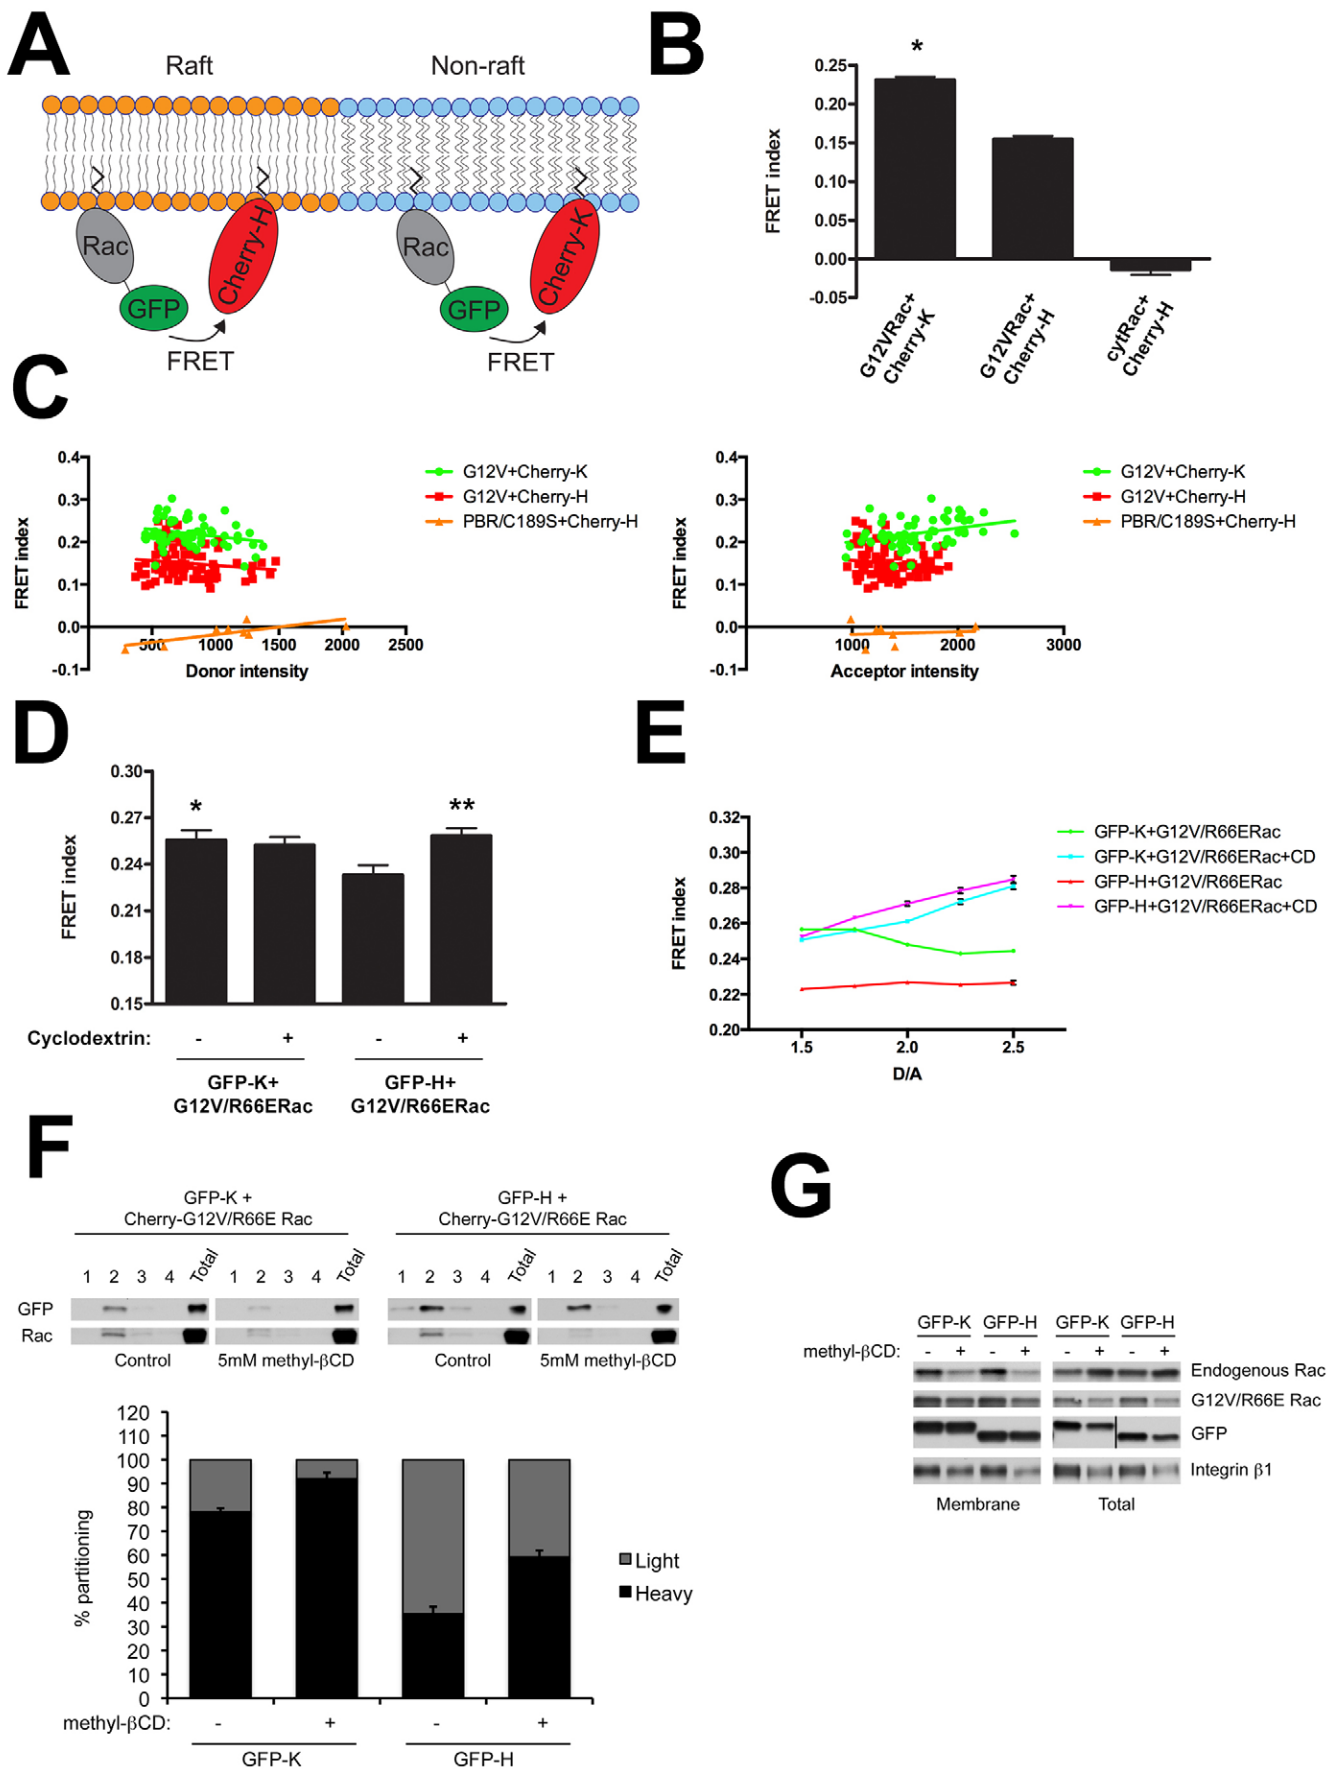 A
Raft
Non-raft
Rac
GFP
Cherry-H
FRET
Rac
GFP
Cherry-K
FRET
B
*
FRET index
0.25
0.20
0.15
0.10
0.05
0.00
-0.05
G12VRac+
Cherry-K
G12VRac+
Cherry-H
cytRac+
Cherry-H
C
FRET index
0.4
0.3
0.2
0.1
0.0
-0.1
500
1000
1500
2000
2500
Donor intensity
G12V+Cherry-K
G12V+Cherry-H
PBR/C189S+Cherry-H
FRET index
0.4
0.3
0.2
0.1
0.0
-0.1
1000
2000
3000
Acceptor intensity
G12V+Cherry-K
G12V+Cherry-H
PBR/C189S+Cherry-H
D
FRET index
0.30
0.27
0.24
0.21
0.18
0.15
*
**
Cyclodextrin: - + - +
GFP-K+
G12V/R66ERac
GFP-H+
G12V/R66ERac
E
FRET index
0.32
0.30
0.28
0.26
0.24
0.22
0.20
1.5
2.0
2.5
D/A
GFP-K+G12V/R66ERac
GFP-K+G12V/R66ERac+CD
GFP-H+G12V/R66ERac
GFP-H+G12V/R66ERac+CD
F
GFP-K +
Cherry-G12V/R66E Rac
GFP-H +
Cherry-G12V/R66E Rac
1 2 3 4 Total 1 2 3 4 Total 1 2 3 4 Total 1 2 3 4 Total
GFP
Rac
Control
5mM methyl-βCD
Control
5mM methyl-βCD
% partitioning
120
110
100
90
80
70
60
50
40
30
20
10
0
Light
Heavy
methyl-βCD: - + - +
GFP-K
GFP-H
G
GFP-K GFP-H GFP-K GFP-H
methyl-βCD: - + - + - + - +
Endogenous Rac
G12V/R66E Rac
GFP
Integrin β1
Membrane
Total